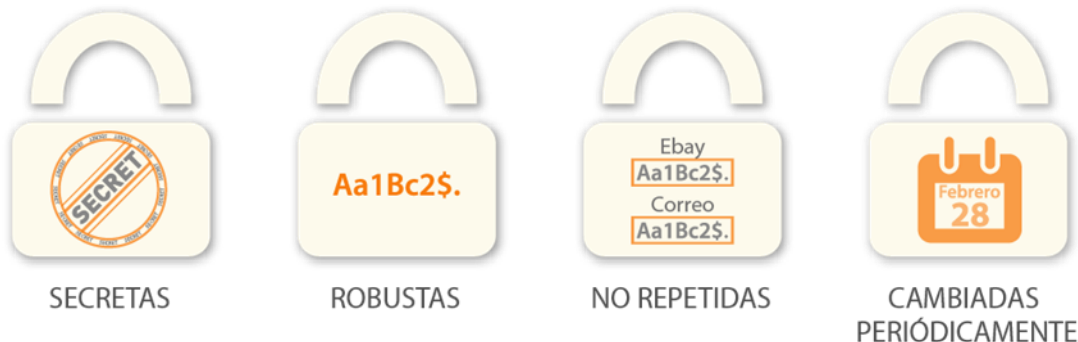 SECRET
Aa1Bc2$.
Ebay
Aa1Bc2$.
Correo
Aa1Bc2$.
Febrero
28
SECRETAS
ROBUSTAS
NO REPETIDAS
CAMBIADAS
PERIÓDICAMENTE